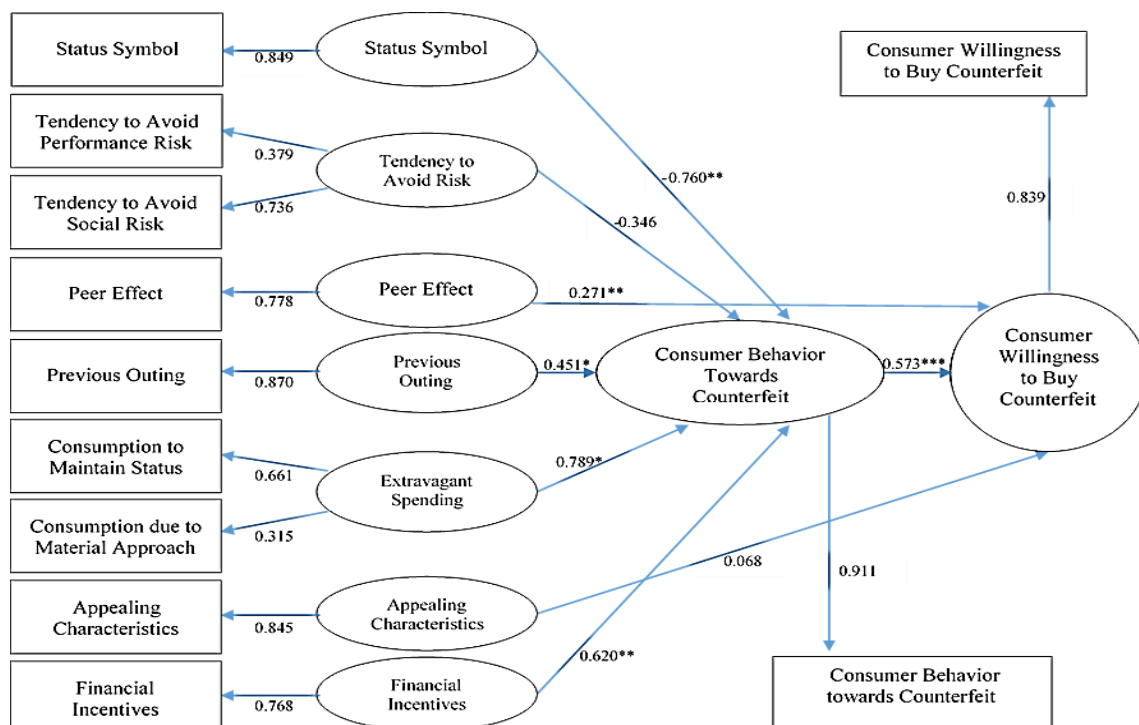 Status Symbol
0.849
Status Symbol
Consumer Willingness
to Buy Counterfeit
Tendency to Avoid
Performance Risk
0.379
Tendency to
Avoid Risk
-0.760**
0.839
Tendency to Avoid
Social Risk
0.736
-0.346
Peer Effect
0.778
Peer Effect
0.271**
Previous Outing
0.870
Previous
Outing
0.451*
Consumer Behavior
Towards
Counterfeit
0.573***
Consumer
Willingness
to Buy
Counterfeit
Consumption to
Maintain Status
0.661
Extravagant
Spending
0.789*
Consumption due to
Material Approach
0.315
0.068
0.911
Appealing
Characteristics
0.845
Appealing
Characteristics
0.620**
Financial
Incentives
0.768
Financial
Incentives
Consumer Behavior
towards Counterfeit